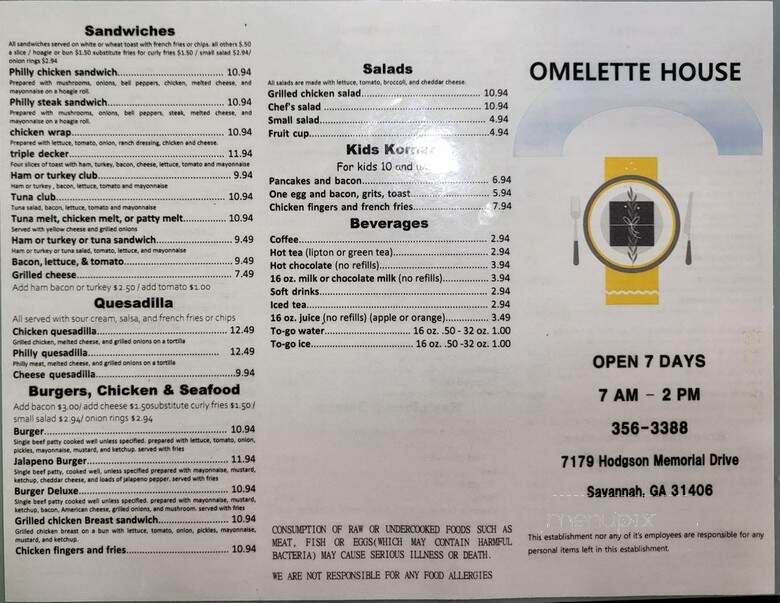 Sandwiches
All sandwiches served on white or wheat toast with french fries or chips. all others $.50
a slice / hoagie or bun $1.50 substitute fries for curly fries $1.50 / small salad $2.94/
onion rings $2.94
Philly chicken sandwich 10.94
Prepared with mushrooms, onions, bell peppers, chicken, melted cheese, and
mayonnaise on a hoagie roll.
Philly steak sandwich 10.94
Prepared with mushrooms, onions, bell peppers, steak, melted cheese, and
mayonnaise on a hoagie roll.
chicken wrap 10.94
Prepared with lettuce, tomato, onion, ranch dressing, chicken and cheese.
triple decker 11.94
Four slices of toast with ham, turkey, bacon, cheese, lettuce, tomato and mayonnaise
Ham or turkey club 9.94
Ham or turkey, bacon, lettuce, tomato and mayonnaise
Tuna club 10.94
Tuna salad, bacon, lettuce, tomato and mayonnaise
Tuna melt, chicken melt, or patty melt 10.94
Served with yellow cheese and grilled onions
Ham or turkey or tuna sandwich 9.49
Ham or turkey or tuna salad, tomato, lettuce, and mayonnaise
Bacon, lettuce, & tomato 9.49
Grilled cheese 7.49
Add ham bacon or turkey $2.50 / add tomato $1.00
Quesadilla
All served with sour cream, salsa, and french fries or chips
Chicken quesadilla 12.49
Grilled chicken, melted cheese, and grilled onions on a tortilla
Philly quesadilla 12.49
Philly meat, melted cheese, and grilled onions on a tortilla
Cheese quesadilla 9.94
Burgers, Chicken & Seafood
Add bacon $3.00/ add cheese $1.50substitute curly fries $1.50/
small salad $2.94/ onion rings $2.94
Burger 10.94
Single beef patty cooked well unless specified. prepared with lettuce, tomato, onion,
pickles, mayonnaise, mustard, and ketchup. served with fries
Jalapeno Burger 11.94
Single beef patty, cooked well, unless specified prepared with mayonnaise, mustard,
ketchup, cheddar cheese, and loads of jalapeno pepper, served with fries
Burger Deluxe 10.94
Single beef patty cooked well unless specified. prepared with mayonnaise, mustard,
ketchup, bacon, American cheese, grilled onions, and mushroom. served with fries
Grilled chicken Breast sandwich 10.94
Grilled chicken breast on a bun with lettuce, tomato, onion, pickles, mayonnaise,
mustard, and ketchup.
Chicken fingers and fries 10.94
Salads
All salads are made with lettuce, tomato, broccoli, and cheddar cheese.
Grilled chicken salad 10.94
Chef's salad 10.94
Small salad 4.94
Fruit cup 4.94
Kids
For kids 10 and
Pancakes and bacon 6.94
One egg and bacon, grits, toast 5.94
Chicken fingers and french fries 7.94
Beverages
Coffee 2.94
Hot tea (lipton or green tea) 2.94
Hot chocolate (no refills) 3.94
16 oz. milk or chocolate milk (no refills) 3.94
Soft drinks 2.94
Iced tea 2.94
16 oz. juice (no refills) (apple or orange) 3.49
To-go water 16 oz. .50 - 32 oz. 1.00
To-go ice 16 oz. .50 -32 oz. 1.00
CONSUMPTION OF RAW OR UNDERCOOKED FOODS SUCH AS
MEAT, FISH OR EGGS(WHICH MAY CONTAIN HARMFUL
BACTERIA) MAY CAUSE SERIOUS ILLNESS OR DEATH.
WE ARE NOT RESPONSIBLE FOR ANY FOOD ALLERGIES
OMELETTE HOUSE
OPEN 7 DAYS
7 AM – 2 PM
356-3388
7179 Hodgson Memorial Drive
Savannah, GA 31406
This establishment nor any of it's employees are responsible for any
personal items left in this establishment.